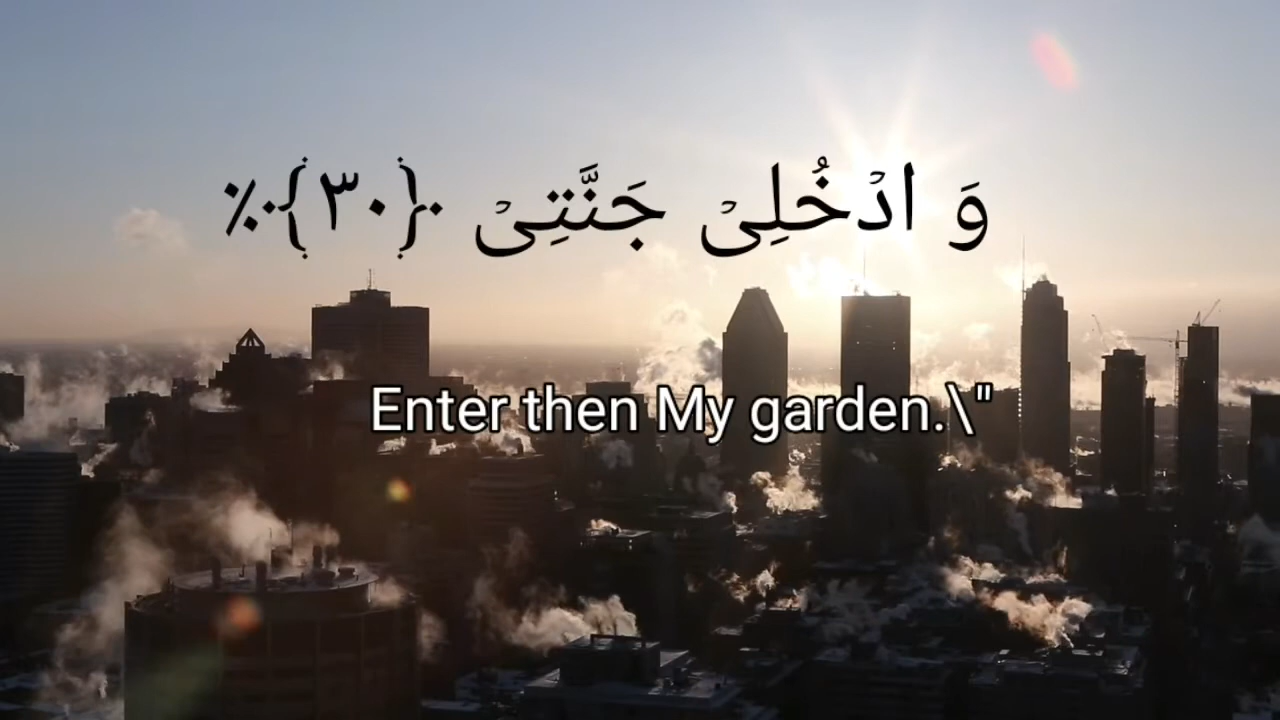 وَ ادْخُلِیْ جَنَّتِیْ ﴿۳۰﴾٪
Enter then My garden.\"